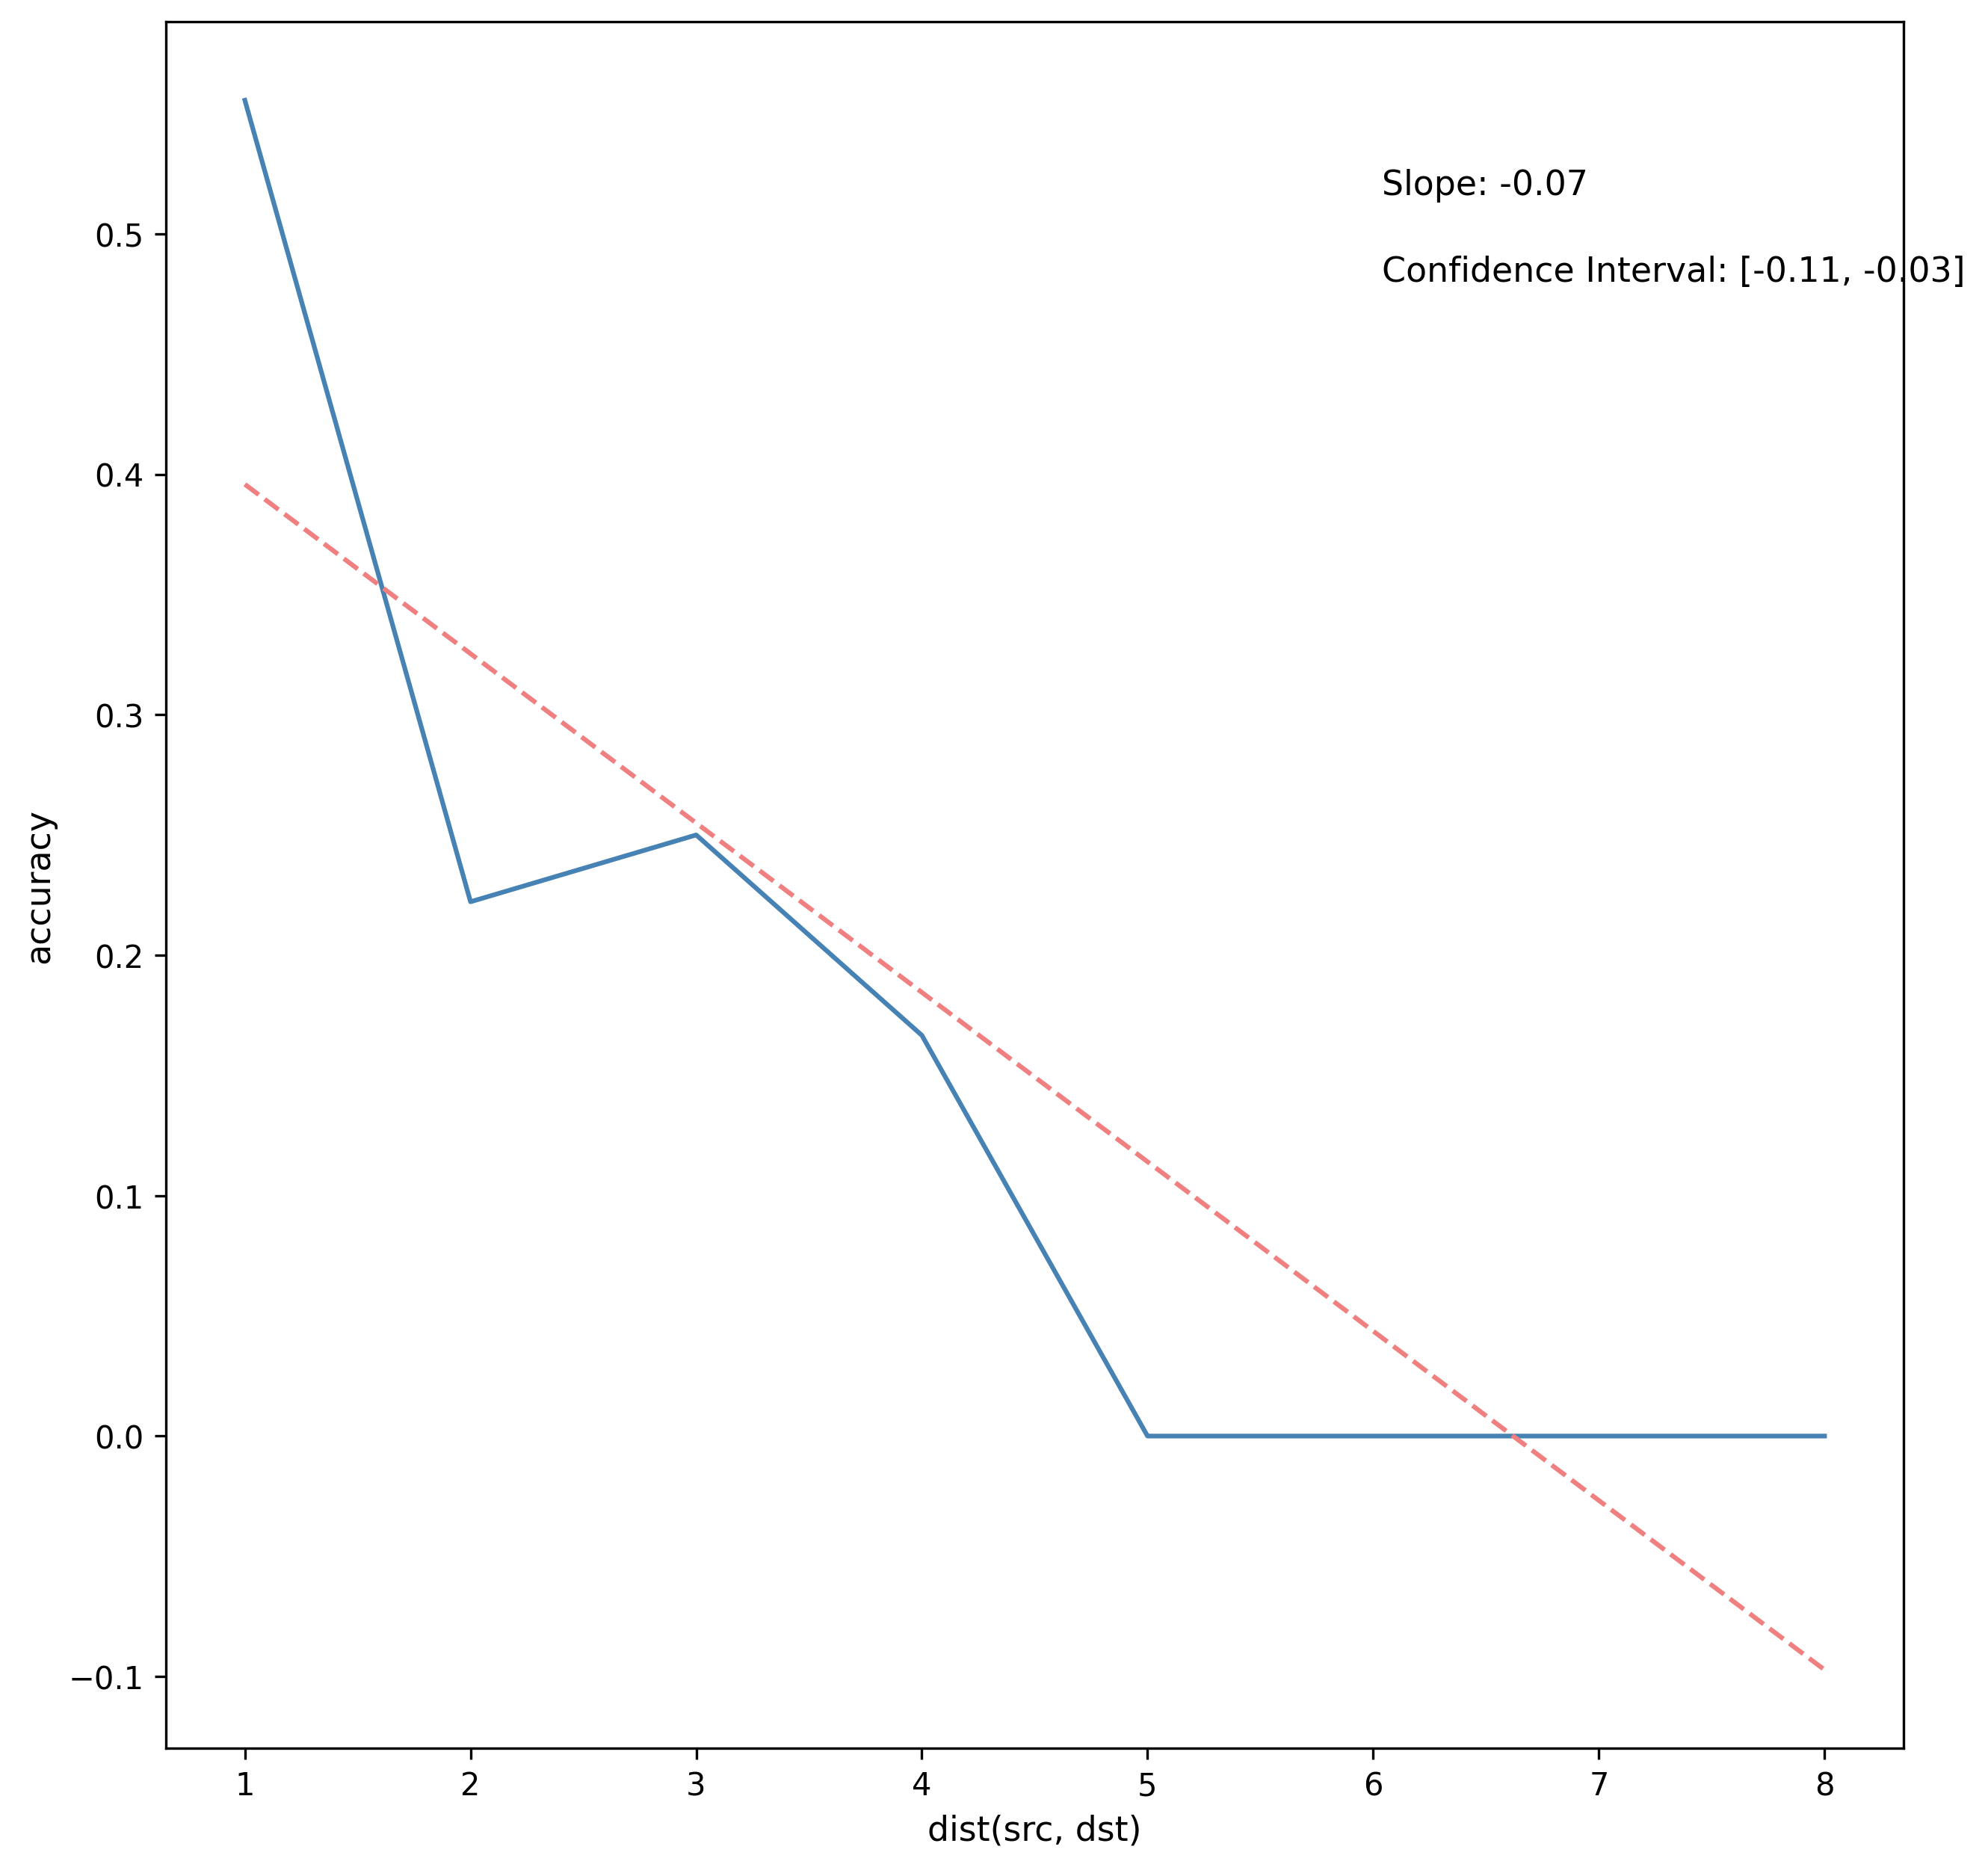 Slope: -0.07
Confidence Interval: [-0.11, -0.03]
0.5
0.4
0.3
0.2
0.1
0.0
−0.1
accuracy
1 2 3 4 5 6 7 8
dist(src, dst)